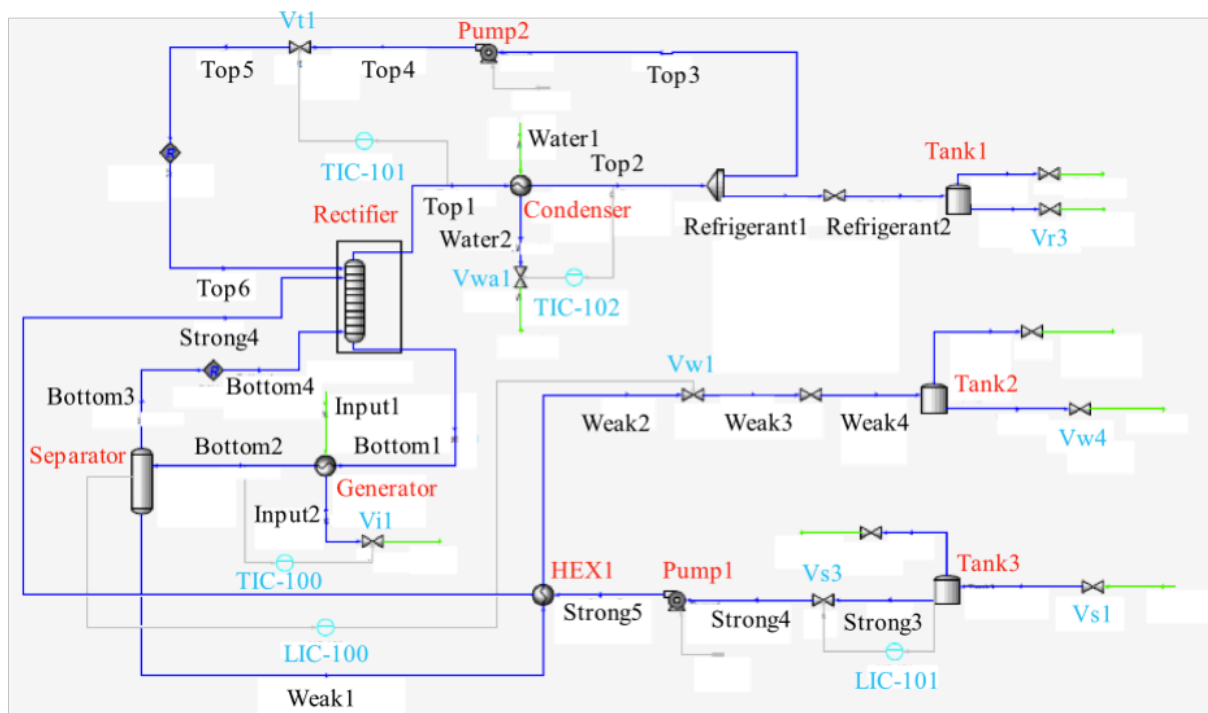 Vt1
Pump2
Top5
Top4
Top3
Water1
Top2
Tank1
TIC-101
Rectifier
Top1
Condenser
Refrigerant1
Refrigerant2
Vr3
Water2
Vwa1
TIC-102
Top6
Strong4
Vw1
Bottom3
Bottom4
Input1
Tank2
Weak2
Weak3
Weak4
Separator
Bottom2
Bottom1
Vw4
Generator
Input2
Vi1
TIC-100
HEX1
Pump1
Vs3
Tank3
Strong5
Strong4
Strong3
Vs1
LIC-100
LIC-101
Weak1
R
R